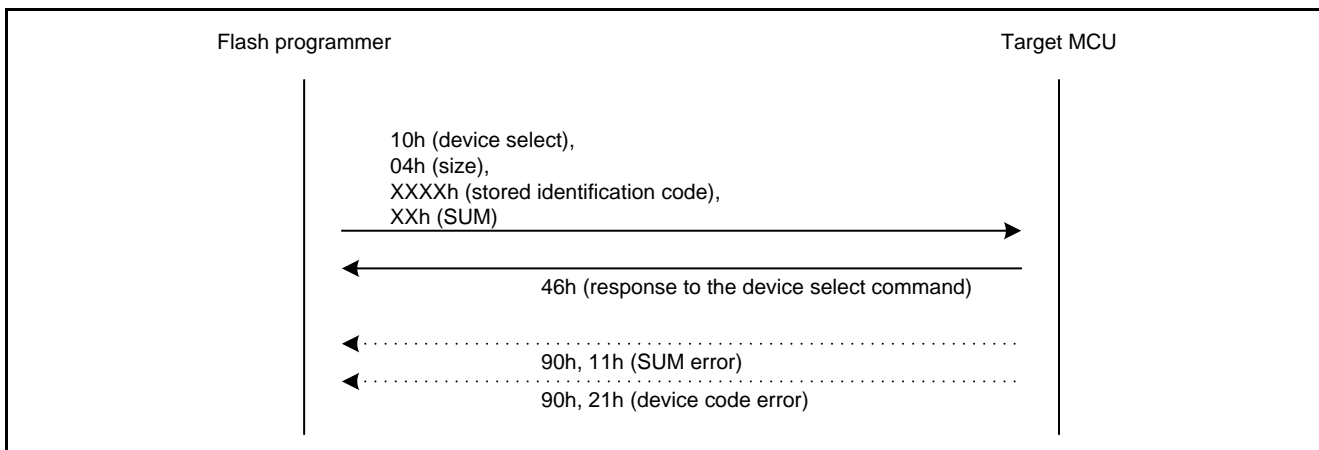 Flash programmer
Target MCU
10h (device select),
04h (size),
XXXXh (stored identification code),
XXh (SUM)
46h (response to the device select command)
90h, 11h (SUM error)
90h, 21h (device code error)